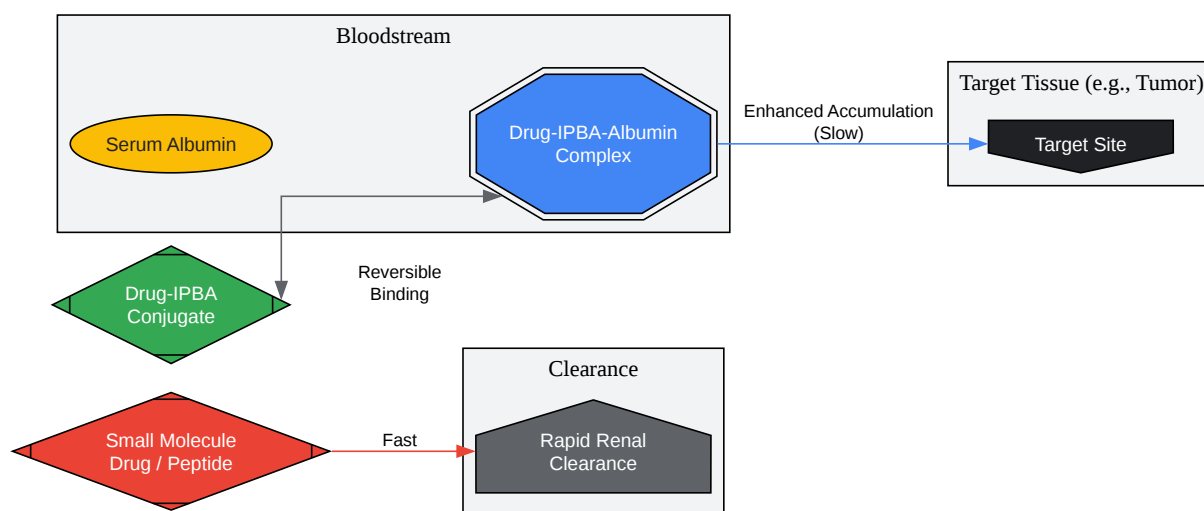 Bloodstream
Serum Albumin
Drug-IPBA-Albumin
Complex
Enhanced Accumulation
(Slow)
Target Tissue (e.g., Tumor)
Target Site
Drug-IPBA
Conjugate
Reversible
Binding
Small Molecule
Drug / Peptide
Fast
Clearance
Rapid Renal
Clearance